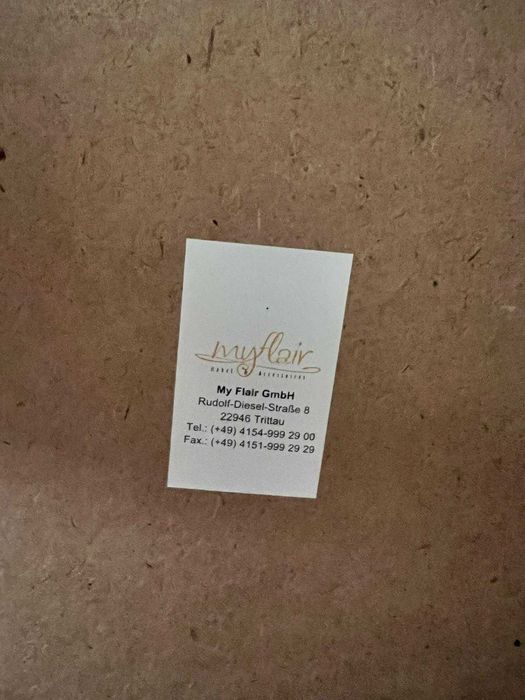 myflair
Möbel & Accessoires
My Flair GmbH
Rudolf-Diesel-Straße 8
22946 Trittau
Tel.: (+49) 4154-999 29 00
Fax.: (+49) 4151-999 29 29